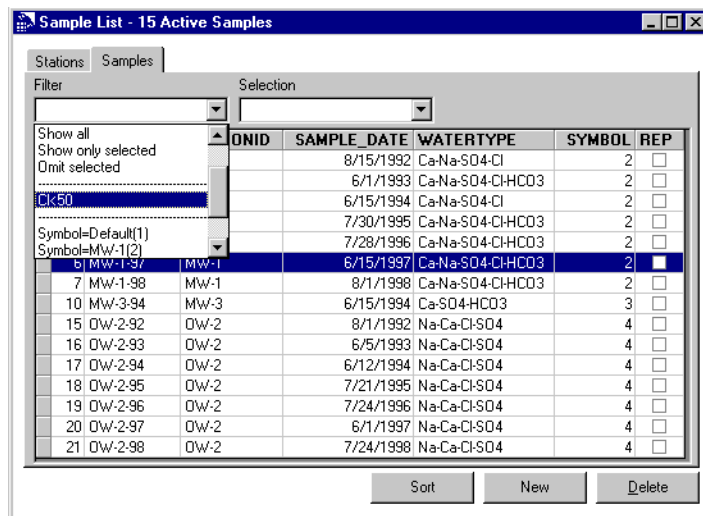 Sample List - 15 Active Samples
Stations Samples
Filter Selection
Show all
Show only selected
Omit selected
Cl<50
Symbol=Default(1)
Symbol=MW-1(2)
ONID SAMPLE_DATE WATERTYPE SYMBOL REP
8/15/1992 Ca-Na-SO4-Cl 2
6/1/1993 Ca-Na-SO4-Cl-HCO3 2
6/15/1994 Ca-Na-SO4-Cl 2
7/30/1995 Ca-Na-SO4-Cl-HCO3 2
7/28/1996 Ca-Na-SO4-Cl-HCO3 2
6 MW-1-97 MW-1 6/15/1997 Ca-Na-SO4-Cl-HCO3 2
7 MW-1-98 MW-1 8/1/1998 Ca-Na-SO4-Cl-HCO3 2
10 MW-3-94 MW-3 6/15/1994 Ca-SO4-HCO3 3
15 OW-2-92 OW-2 8/1/1992 Na-Ca-Cl-SO4 4
16 OW-2-93 OW-2 6/5/1993 Na-Ca-Cl-SO4 4
17 OW-2-94 OW-2 6/12/1994 Na-Ca-Cl-SO4 4
18 OW-2-95 OW-2 7/21/1995 Na-Ca-Cl-SO4 4
19 OW-2-96 OW-2 7/24/1996 Na-Ca-Cl-SO4 4
20 OW-2-97 OW-2 6/1/1997 Na-Ca-Cl-SO4 4
21 OW-2-98 OW-2 7/24/1998 Na-Ca-Cl-SO4 4
Sort New Delete